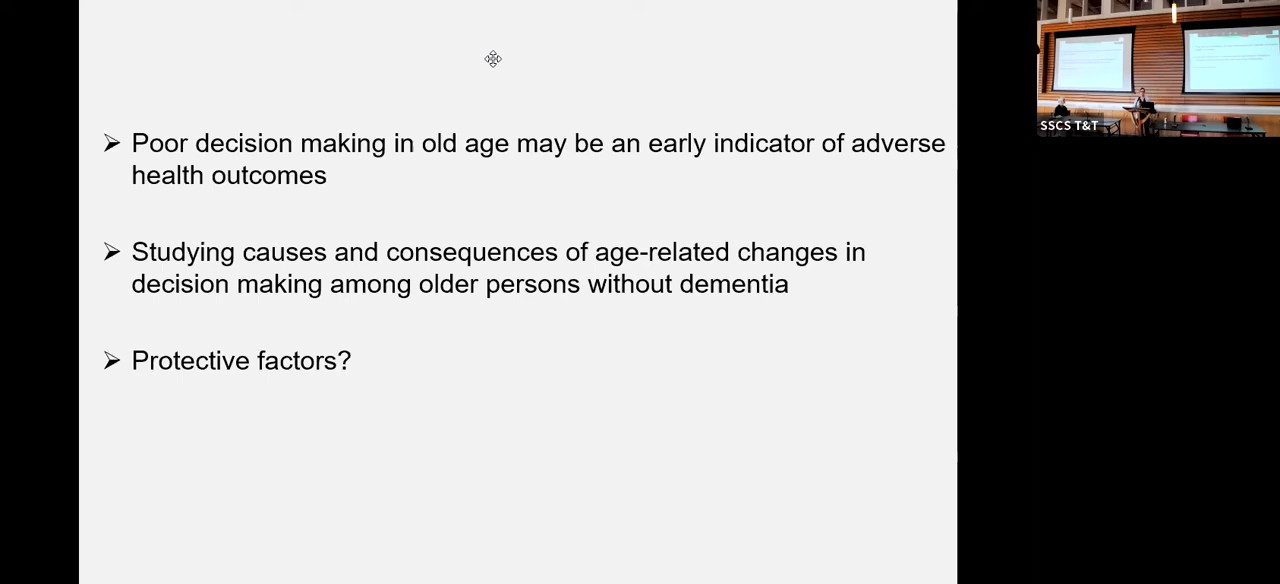 Poor decision making in old age may be an early indicator of adverse
health outcomes
Studying causes and consequences of age-related changes in
decision making among older persons without dementia
Protective factors?
SSCS T&T